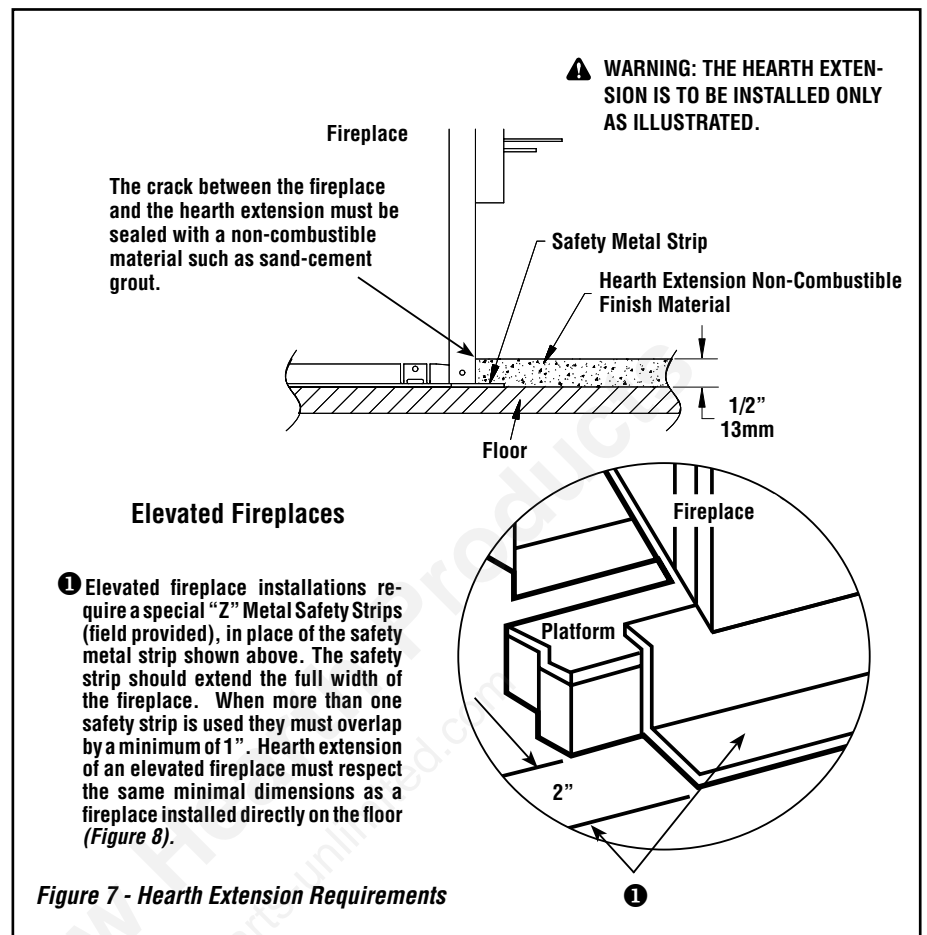 ⚠ WARNING: THE HEARTH EXTEN-
SION IS TO BE INSTALLED ONLY
AS ILLUSTRATED.
Fireplace
The crack between the fireplace
and the hearth extension must be
sealed with a non-combustible
material such as sand-cement
grout.
Safety Metal Strip
Hearth Extension Non-Combustible
Finish Material
1/2”
13mm
Floor
Elevated Fireplaces
❶ Elevated fireplace installations re-
quire a special “Z” Metal Safety Strips
(field provided), in place of the safety
metal strip shown above. The safety
strip should extend the full width of
the fireplace. When more than one
safety strip is used they must overlap
by a minimum of 1”. Hearth extension
of an elevated fireplace must respect
the same minimal dimensions as a
fireplace installed directly on the floor
(Figure 8).
Fireplace
Platform
2”
❶
Figure 7 - Hearth Extension Requirements